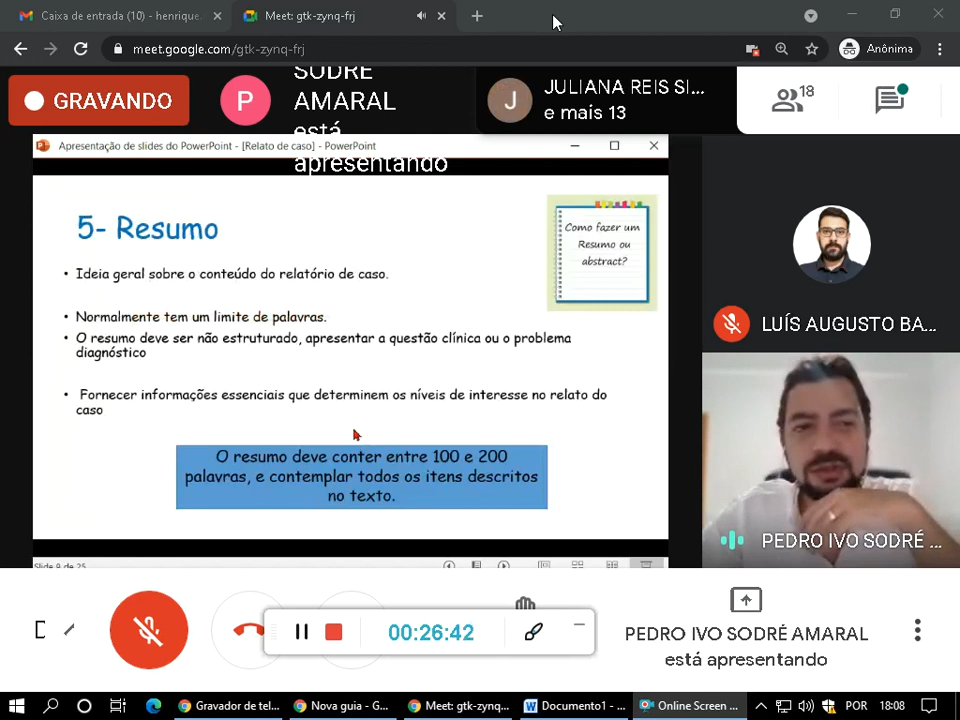 Caixa de entrada (10) - henrique.
Meet: gtk-zynq-frj
meet.google.com/gtk-zynq-frj
Anônima
GRAVANDO
P
SODRÉ
AMARAL
está
apresentando
J
JULIANA REIS SI...
e mais 13
18
Apresentação de slides do PowerPoint - [Relato de caso] - PowerPoint
5- Resumo
Como fazer um
Resumo ou
abstract?
• Ideia geral sobre o conteúdo do relatório de caso.
• Normalmente tem um limite de palavras.
• O resumo deve ser não estruturado, apresentar a questão clínica ou o problema
diagnóstico
• Fornecer informações essenciais que determinem os níveis de interesse no relato do
caso
O resumo deve conter entre 100 e 200
palavras, e contemplar todos os itens descritos
no texto.
Slide 9 de 25
LUÍS AUGUSTO BA...
PEDRO IVO SODRÉ ...
00:26:42
PEDRO IVO SODRÉ AMARAL
está apresentando
Gravador de tel...
Nova guia - G...
Meet: gtk-zynq...
Documento1 - ...
Online Screen ...
POR
18:08